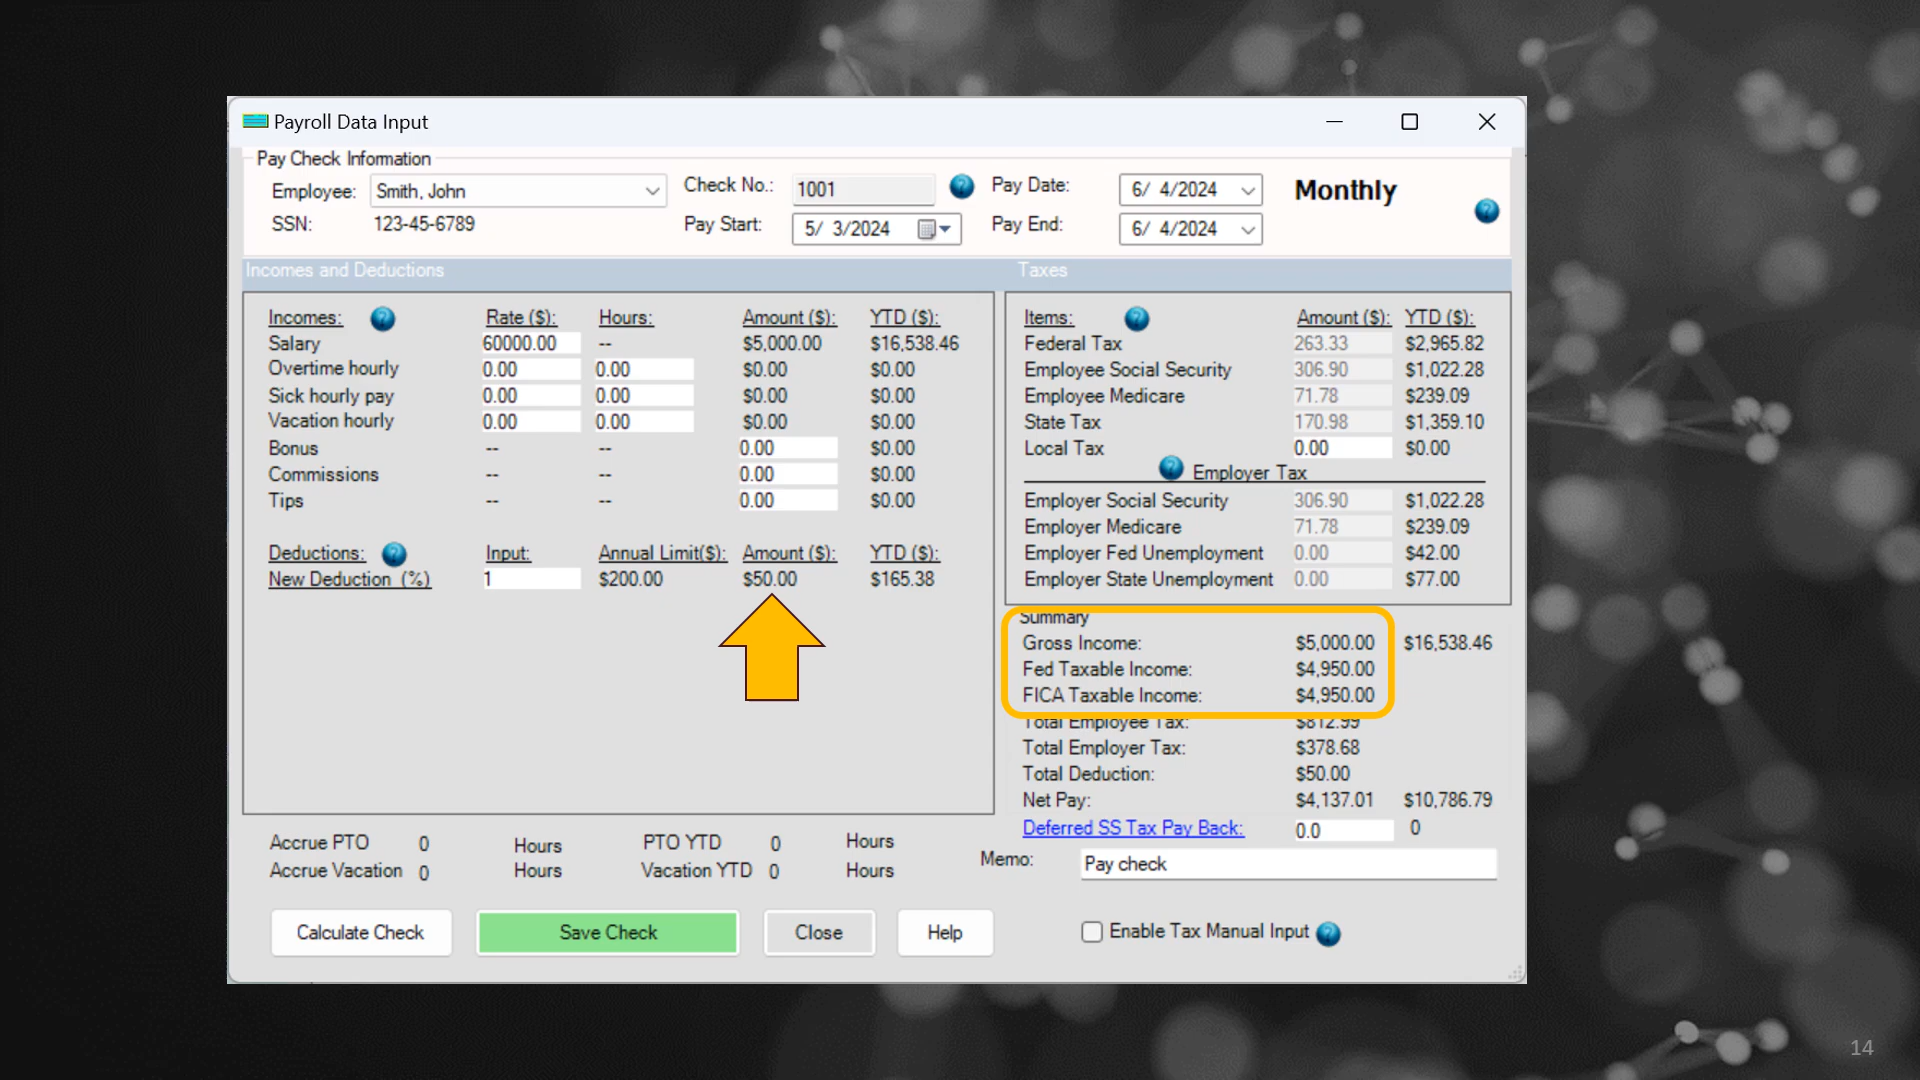 Payroll Data Input
Pay Check Information
Employee: Smith, John Check No.: 1001 Pay Date: 6/ 4/2024 Monthly
SSN: 123-45-6789 Pay Start: 5/ 3/2024 Pay End: 6/ 4/2024
Incomes and Deductions Taxes
Incomes: Rate ($): Hours: Amount ($): YTD ($):
Salary 60000.00 -- $5,000.00 $16,538.46
Overtime hourly 0.00 0.00 $0.00 $0.00
Sick hourly pay 0.00 0.00 $0.00 $0.00
Vacation hourly 0.00 0.00 $0.00 $0.00
Bonus -- -- 0.00 $0.00
Commissions -- -- 0.00 $0.00
Tips -- -- 0.00 $0.00
Deductions: Input: Annual Limit($): Amount ($): YTD ($):
New Deduction (%) 1 $200.00 $50.00 $165.38
Items: Amount ($): YTD ($):
Federal Tax 263.33 $2,965.82
Employee Social Security 306.90 $1,022.28
Employee Medicare 71.78 $239.09
State Tax 170.98 $1,359.10
Local Tax 0.00 $0.00
Employer Tax
Employer Social Security 306.90 $1,022.28
Employer Medicare 71.78 $239.09
Employer Fed Unemployment 0.00 $42.00
Employer State Unemployment 0.00 $77.00
Summary
Gross Income: $5,000.00 $16,538.46
Fed Taxable Income: $4,950.00
FICA Taxable Income: $4,950.00
Total Employee Tax: $812.99
Total Employer Tax: $378.68
Total Deduction: $50.00
Net Pay: $4,137.01 $10,786.79
Deferred SS Tax Pay Back: 0.0 0
Accrue PTO 0 Hours PTO YTD 0 Hours
Accrue Vacation 0 Hours Vacation YTD 0 Hours
Memo: Pay check
Calculate Check Save Check Close Help Enable Tax Manual Input
14